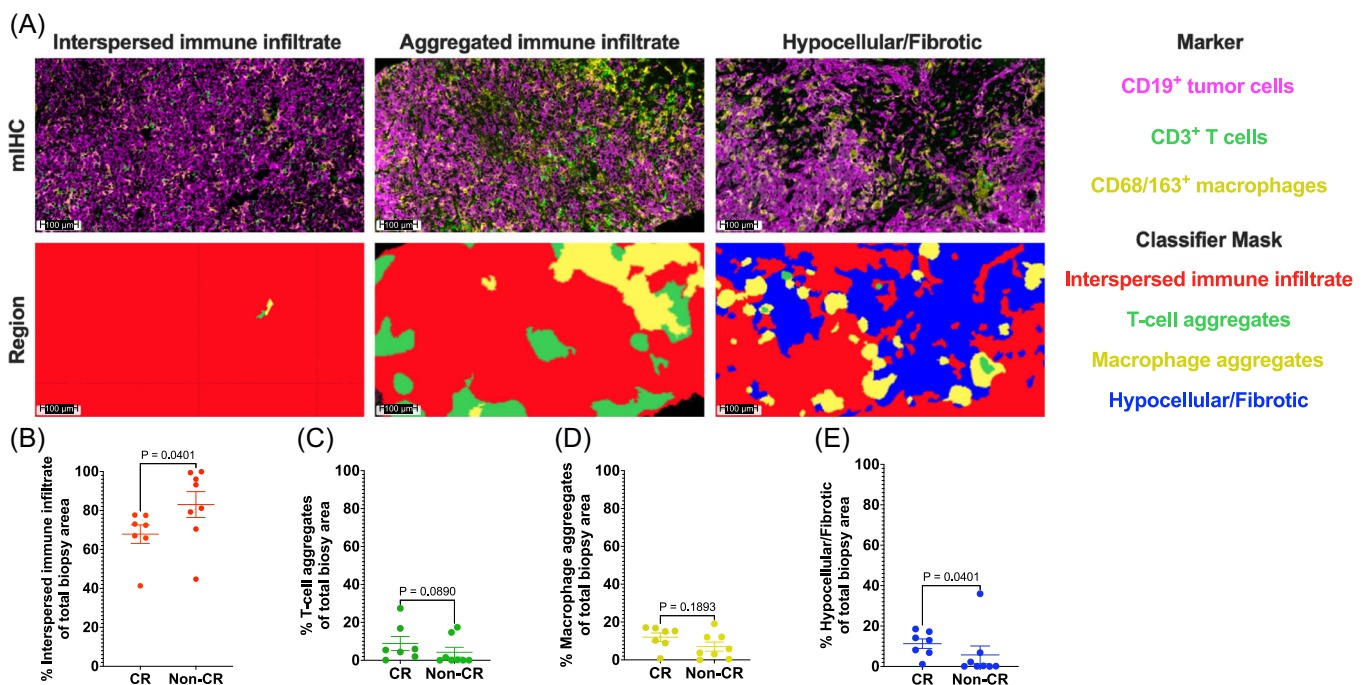 (A)
Interspersed immune infiltrate
Aggregated immune infiltrate
Hypocellular/Fibrotic
Marker
mIHC
CD19+ tumor cells
CD3+ T cells
CD68/163+ macrophages
100 μm
100 μm
100 μm
Classifier Mask
Region
Interspersed immune infiltrate
T-cell aggregates
Macrophage aggregates
Hypocellular/Fibrotic
100 μm
100 μm
100 μm
(B)
% Interspersed immune infiltrate
of total biopsy areea
100
80
60
40
20
0
P = 0.0401
CR
Non-CR
(C)
% T-cell aggregates
of total biopsy area
100
80
60
40
20
0
P = 0.0890
CR
Non-CR
(D)
% Macrophage aggreegates
of total biopsy area
100
80
60
40
20
0
P = 0.1893
CR
Non-CR
(E)
% Hypocellular/Fibrotic
of total biopsy area
100
80
60
40
20
0
P = 0.0401
CR
Non-CR